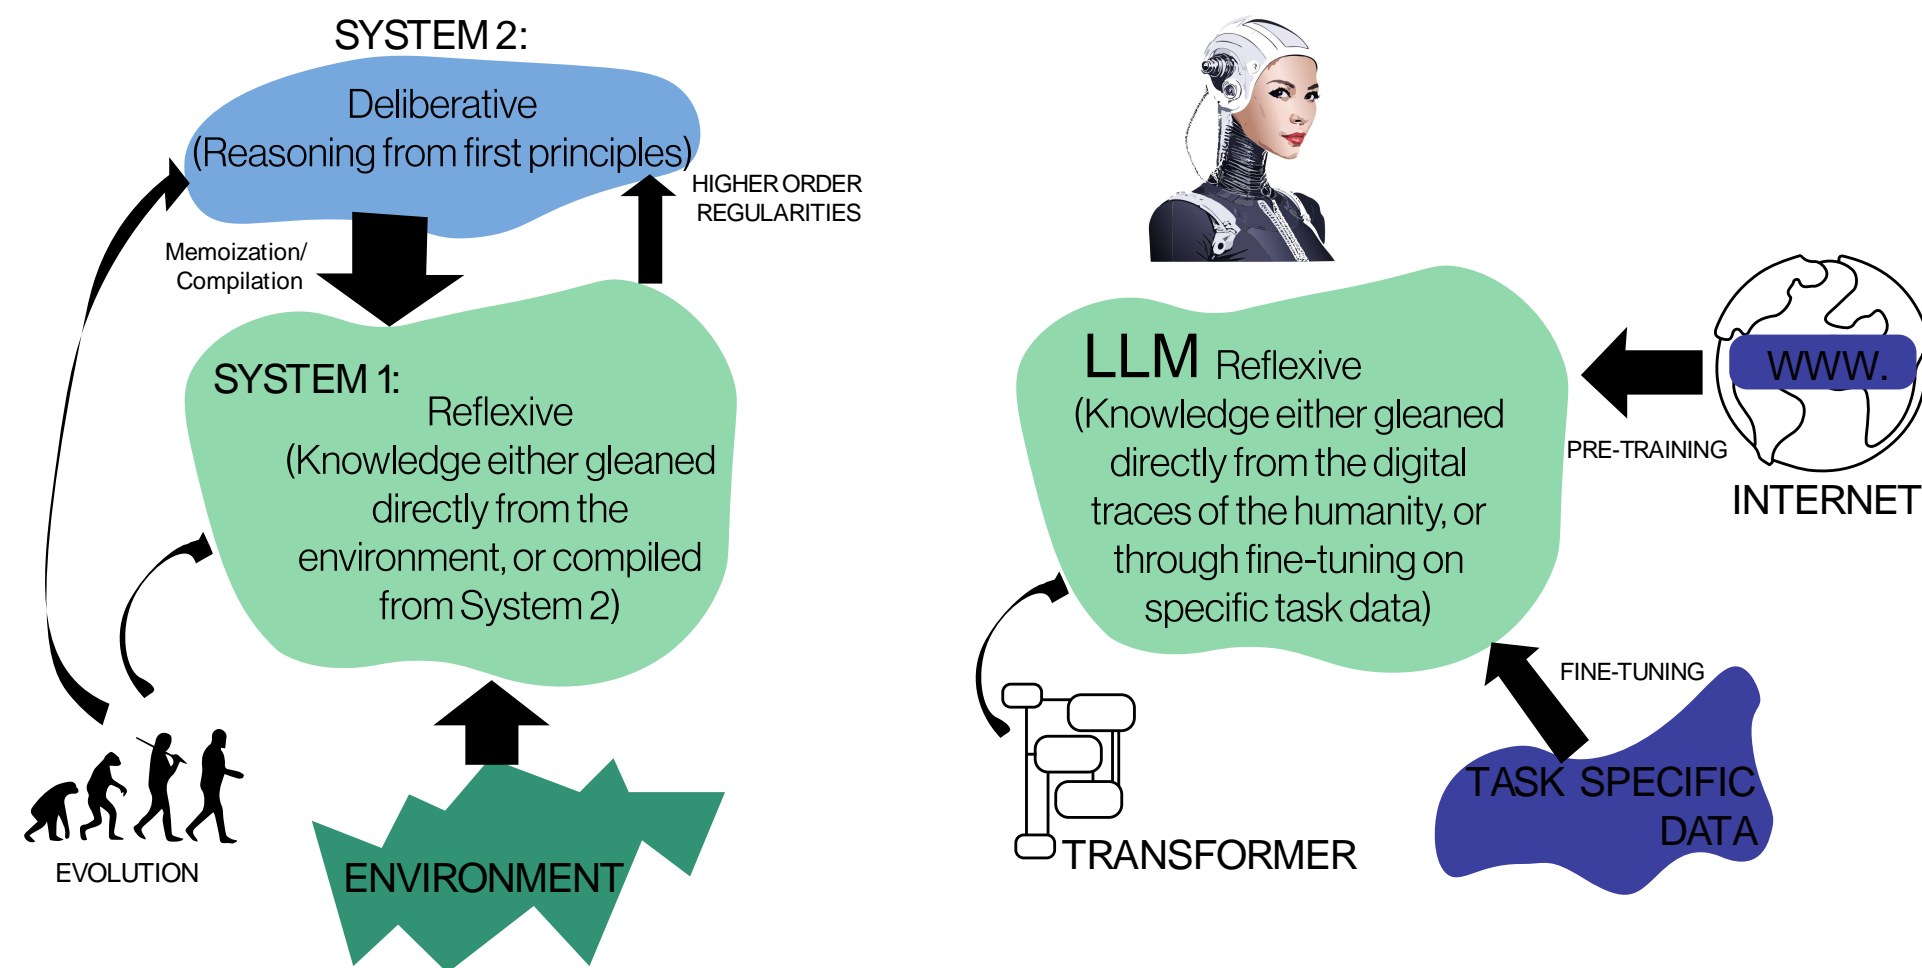 SYSTEM 2:
Deliberative
(Reasoning from first principles)
HIGHER ORDER
REGULARITIES
Memoization/
Compilation
SYSTEM 1:
Reflexive
(Knowledge either gleaned
directly from the
environment, or compiled
from System 2)
EVOLUTION
ENVIRONMENT
LLM Reflexive
(Knowledge either gleaned
directly from the digital
traces of the humanity, or
through fine-tuning on
specific task data)
WWW.
PRE-TRAINING
INTERNET
FINE-TUNING
TASK SPECIFIC
DATA
TRANSFORMER